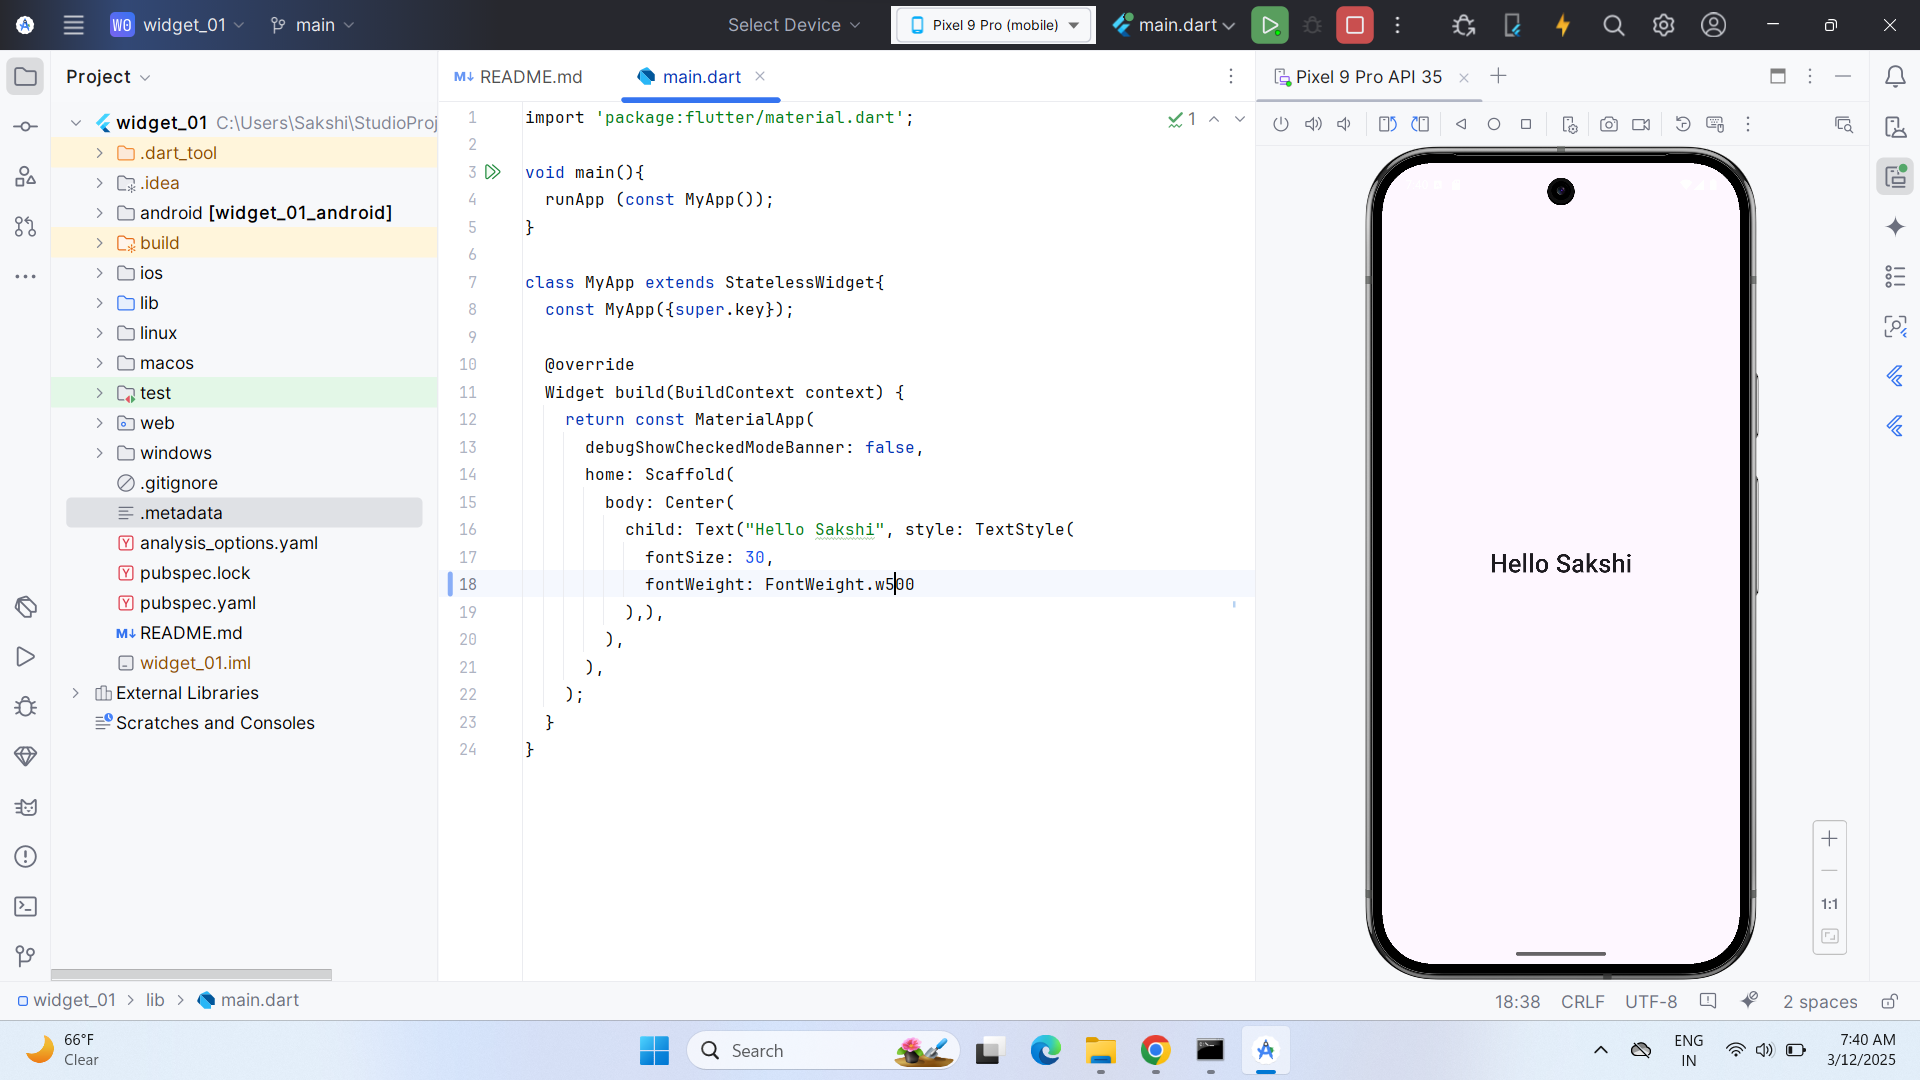 W0 widget_01
main
Select Device
Pixel 9 Pro (mobile)
main.dart
Project
README.md
main.dart
Pixel 9 Pro API 35
widget_01 C:\Users\Sakshi\StudioProj
.dart_tool
.idea
android [widget_01_android]
build
ios
lib
linux
macos
test
web
windows
.gitignore
.metadata
analysis_options.yaml
pubspec.lock
pubspec.yaml
README.md
widget_01.iml
External Libraries
Scratches and Consoles
1 import 'package:flutter/material.dart';
1
2
3 void main(){
4 runApp (const MyApp());
5 }
6
7 class MyApp extends StatelessWidget{
8 const MyApp({super.key});
9
10 @override
11 Widget build(BuildContext context) {
12 return const MaterialApp(
13 debugShowCheckedModeBanner: false,
14 home: Scaffold(
15 body: Center(
16 child: Text("Hello Sakshi", style: TextStyle(
17 fontSize: 30,
18 fontWeight: FontWeight.w500
19 ),),
20 ),
21 ),
22 );
23 }
24 }
Hello Sakshi
1:1
widget_01 > lib > main.dart
18:38 CRLF UTF-8 2 spaces
66°F
Clear
Search
ENG
IN
7:40 AM
3/12/2025